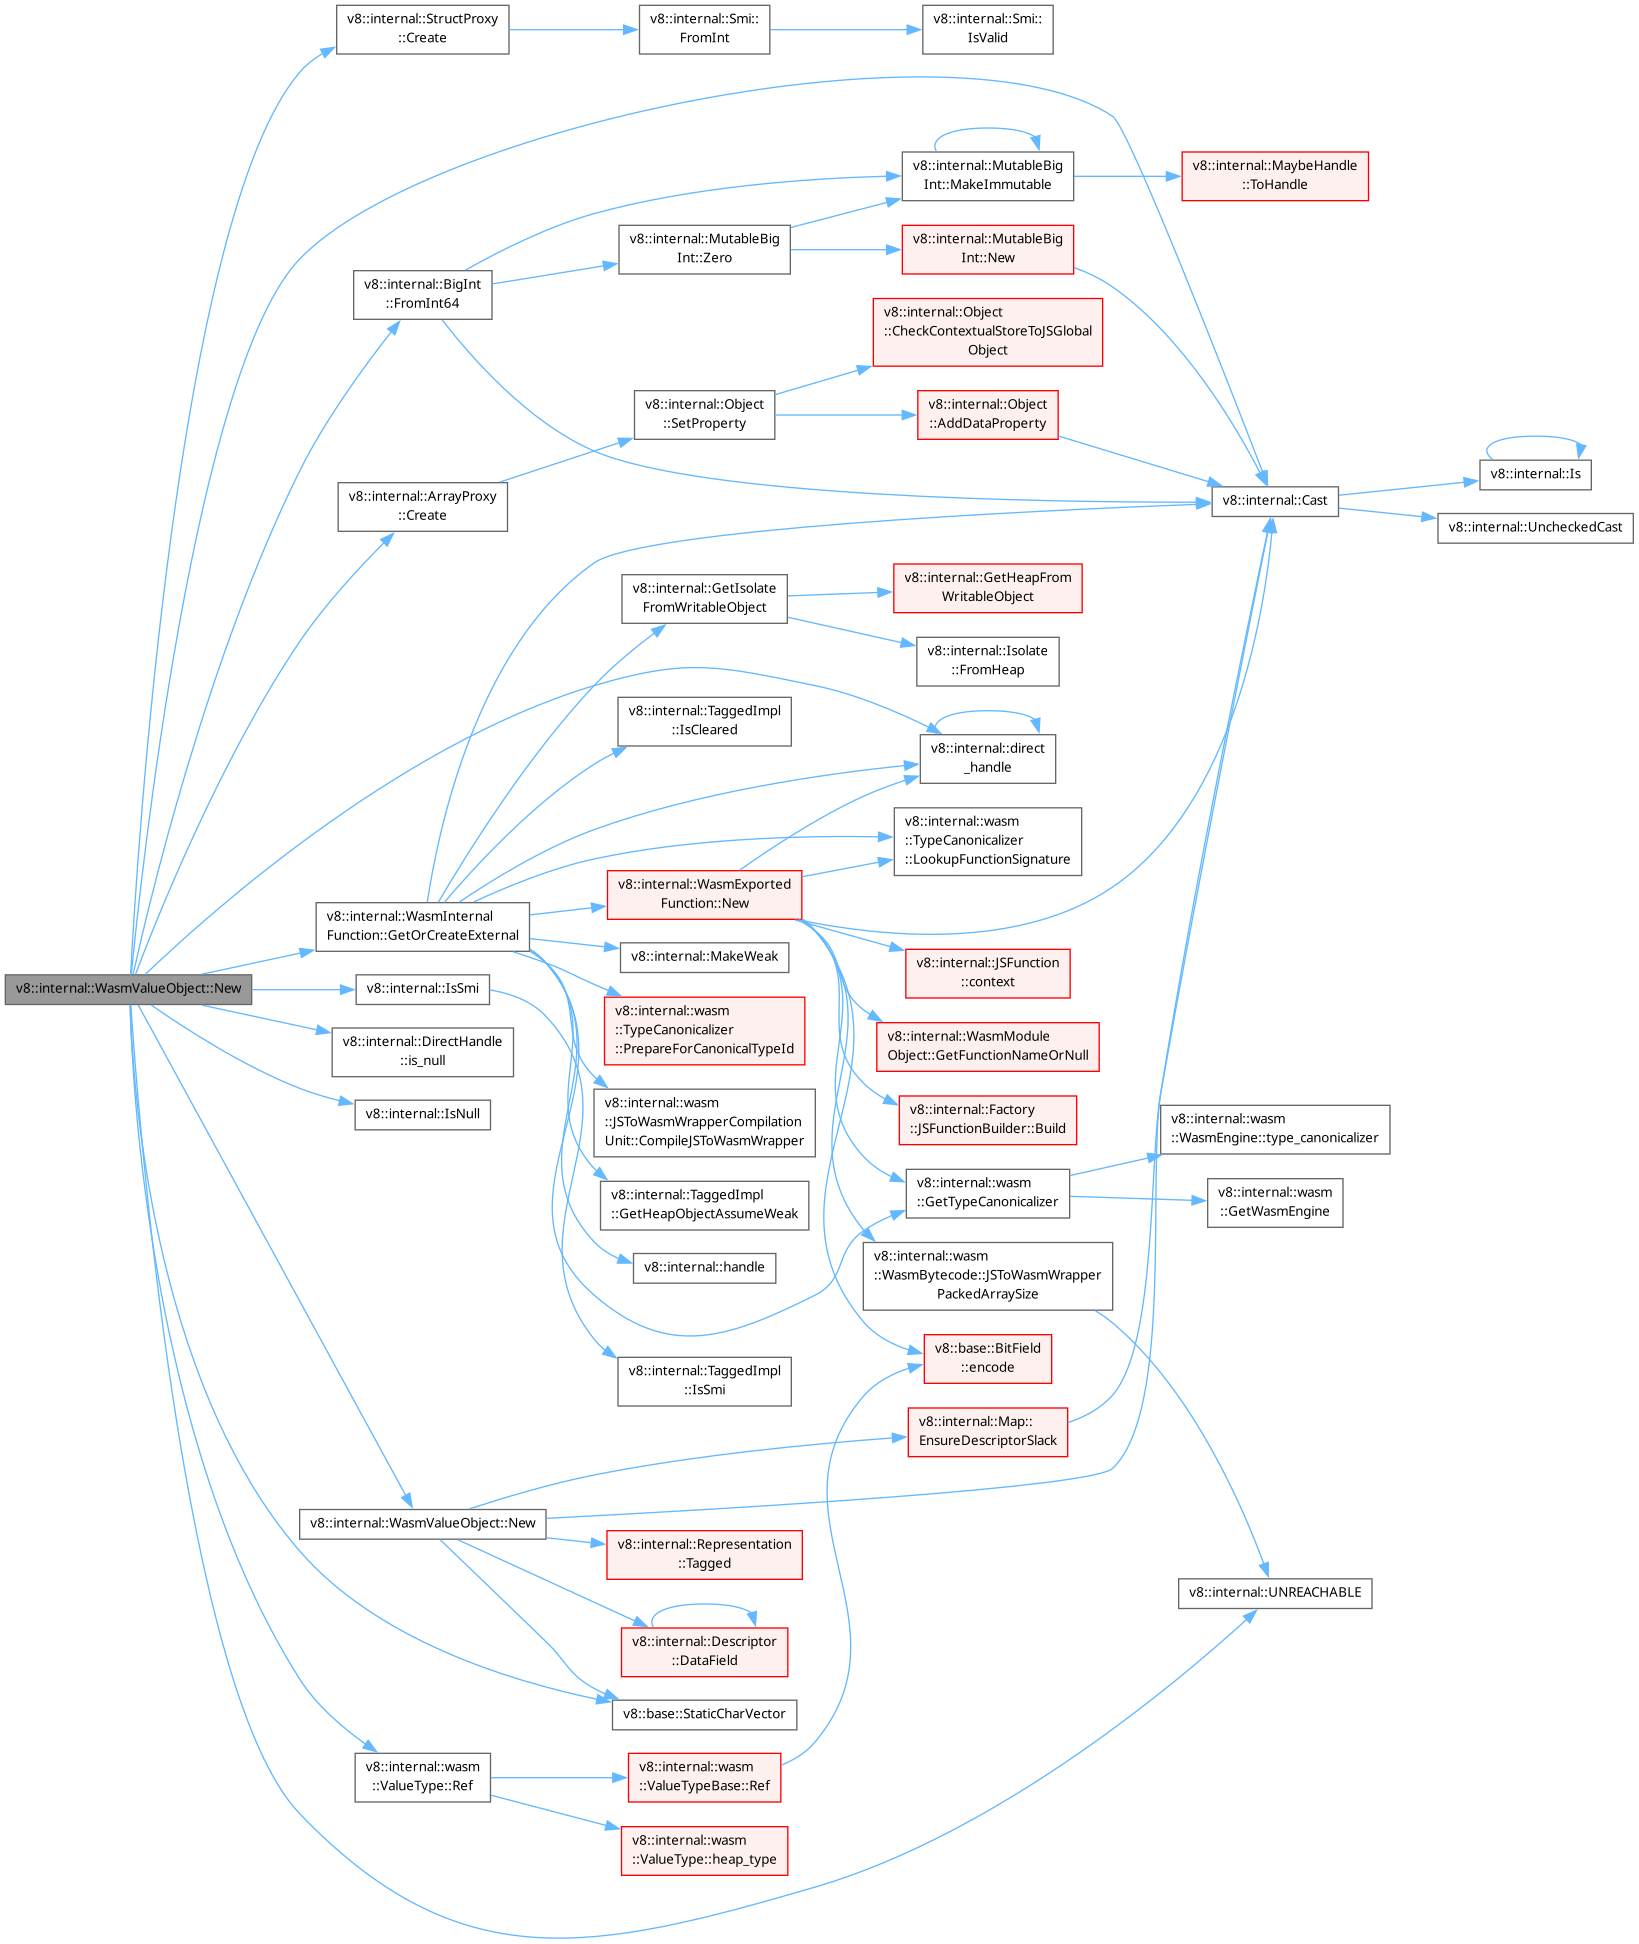 v8::internal::StructProxy
::Create
v8::internal::Smi::
FromInt
v8::internal::Smi::
IsValid
v8::internal::MutableBig
Int::MakeImmutable
v8::internal::MaybeHandle
::ToHandle
v8::internal::MutableBig
Int::Zero
v8::internal::MutableBig
Int::New
v8::internal::BigInt
::FromInt64
v8::internal::Object
::CheckContextualStoreToJSGlobal
Object
v8::internal::Object
::SetProperty
v8::internal::Object
::AddDataProperty
v8::internal::Is
v8::internal::ArrayProxy
::Create
v8::internal::Cast
v8::internal::UncheckedCast
v8::internal::GetIsolate
FromWritableObject
v8::internal::GetHeapFrom
WritableObject
v8::internal::Isolate
::FromHeap
v8::internal::TaggedImpl
::IsCleared
v8::internal::direct
_handle
v8::internal::wasm
::TypeCanonicalizer
::LookupFunctionSignature
v8::internal::WasmExported
Function::New
v8::internal::WasmInternal
Function::GetOrCreateExternal
v8::internal::MakeWeak
v8::internal::JSFunction
::context
v8::internal::WasmValueObject::New
v8::internal::IsSmi
v8::internal::wasm
::TypeCanonicalizer
::PrepareForCanonicalTypeId
v8::internal::WasmModule
Object::GetFunctionNameOrNull
v8::internal::DirectHandle
::is_null
v8::internal::IsNull
v8::internal::wasm
::JSToWasmWrapperCompilation
Unit::CompileJSToWasmWrapper
v8::internal::Factory
::JSFunctionBuilder::Build
v8::internal::wasm
::WasmEngine::type_canonicalizer
v8::internal::TaggedImpl
::GetHeapObjectAssumeWeak
v8::internal::wasm
::GetTypeCanonicalizer
v8::internal::wasm
::GetWasmEngine
v8::internal::handle
v8::internal::wasm
::WasmBytecode::JSToWasmWrapper
PackedArraySize
v8::base::BitField
::encode
v8::internal::TaggedImpl
::IsSmi
v8::internal::Map::
EnsureDescriptorSlack
v8::internal::WasmValueObject::New
v8::internal::Representation
::Tagged
v8::internal::UNREACHABLE
v8::internal::Descriptor
::DataField
v8::base::StaticCharVector
v8::internal::wasm
::ValueType::Ref
v8::internal::wasm
::ValueTypeBase::Ref
v8::internal::wasm
::ValueType::heap_type